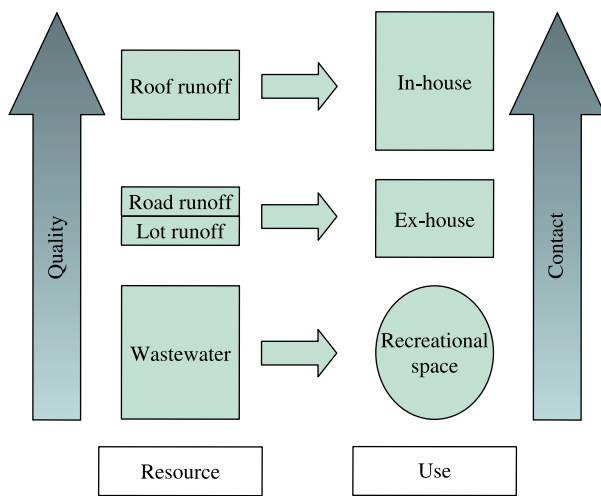 Roof runoff
In-house
Quality
Road runoff
Lot runoff
Ex-house
Contact
Wastewater
Recreational
space
Resource
Use